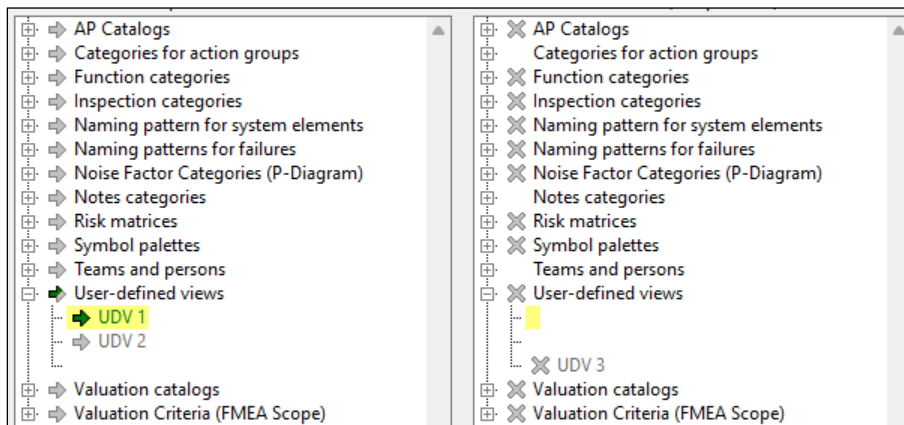 AP Catalogs
Categories for action groups
Function categories
Inspection categories
Naming pattern for system elements
Naming patterns for failures
Noise Factor Categories (P-Diagram)
Notes categories
Risk matrices
Symbol palettes
Teams and persons
User-defined views
UDV 1
UDV 2
Valuation catalogs
Valuation Criteria (FMEA Scope)
AP Catalogs
Categories for action groups
Function categories
Inspection categories
Naming pattern for system elements
Naming patterns for failures
Noise Factor Categories (P-Diagram)
Notes categories
Risk matrices
Symbol palettes
Teams and persons
User-defined views
UDV 3
Valuation catalogs
Valuation Criteria (FMEA Scope)